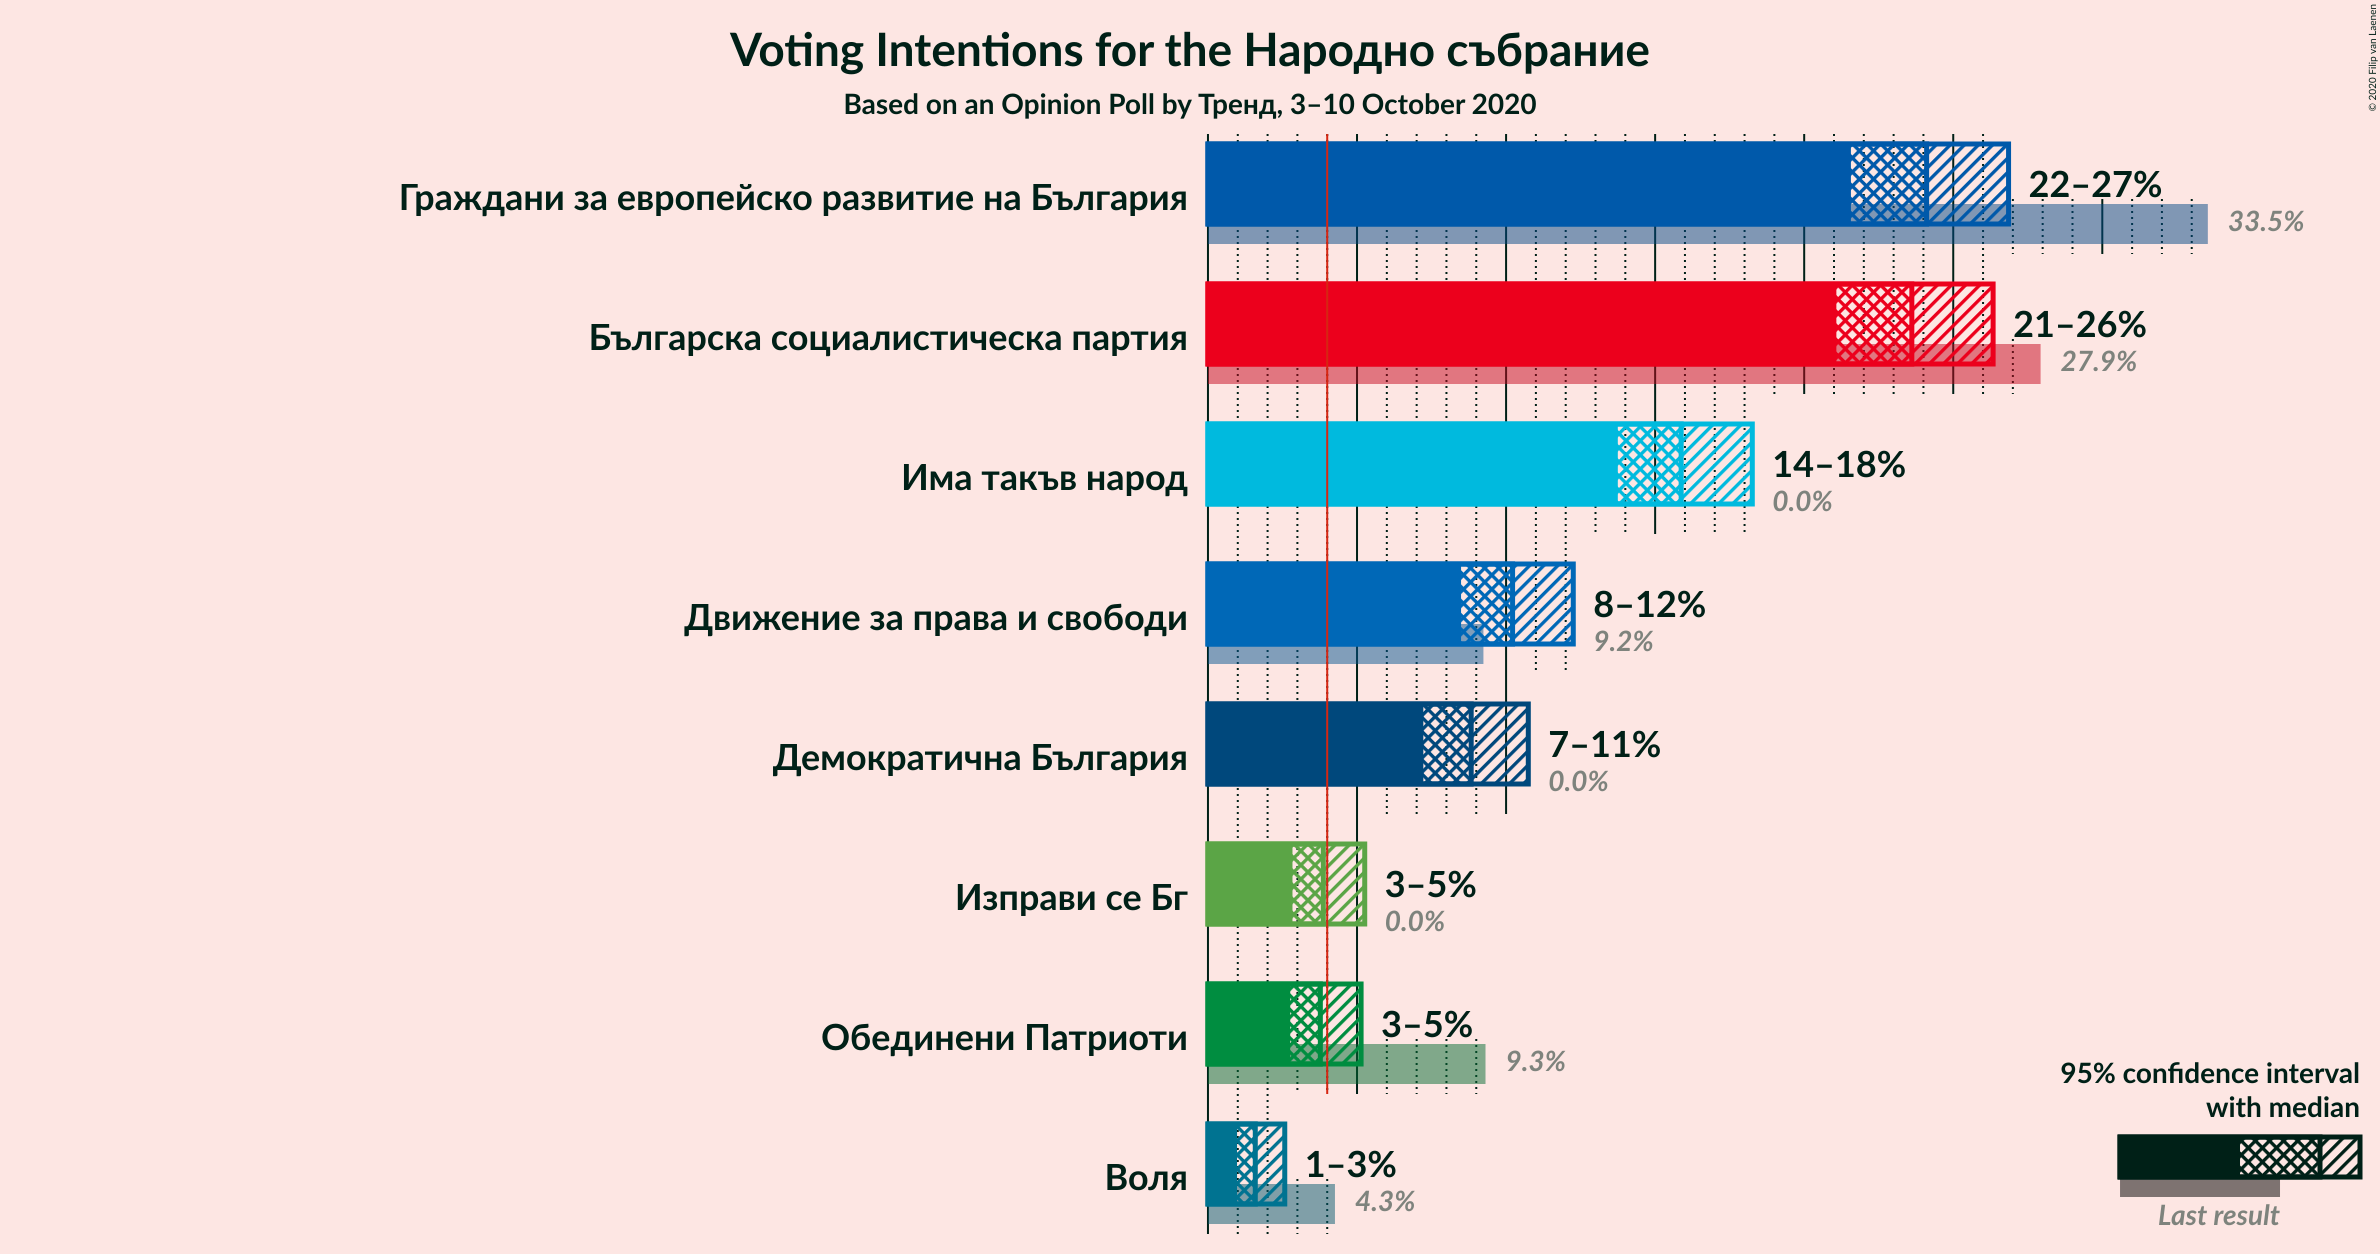 Voting Intentions for the Народно събрание
Based on an Opinion Poll by Тренд, 3–10 October 2020
© 2020 Filip van Laenen
Граждани за европейско развитие на България
22–27%
33.5%
Българска социалистическа партия
21–26%
27.9%
Има такъв народ
14–18%
0.0%
Движение за права и свободи
8–12%
9.2%
Демократична България
7–11%
0.0%
Изправи се Бг
3–5%
0.0%
Обединени Патриоти
3–5%
9.3%
Воля
1–3%
4.3%
95% confidence interval
with median
Last result